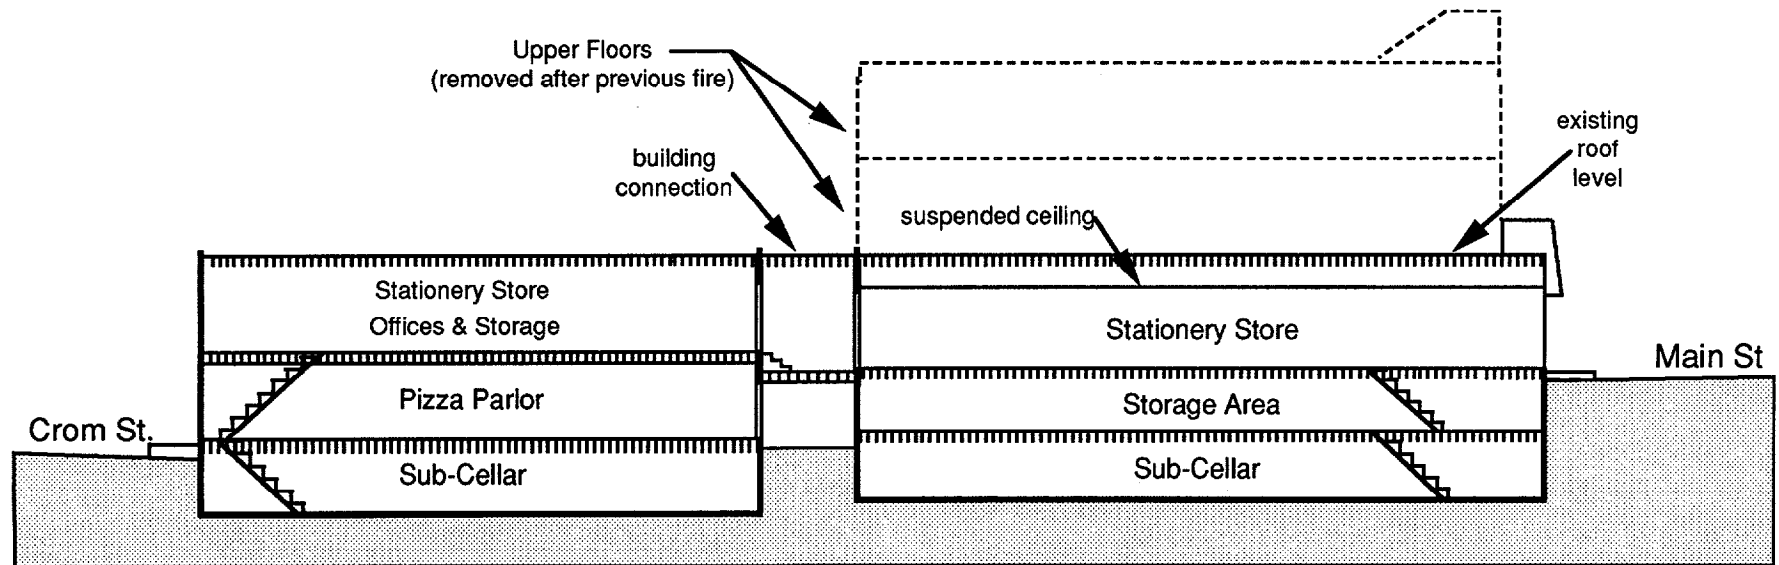 Upper Floors
(removed after previous fire)
existing
roof
level
building
connection
suspended ceiling
Stationery Store
Offices & Storage
Stationery Store
Main St
Pizza Parlor
Storage Area
Crom St.
Sub-Cellar
Sub-Cellar